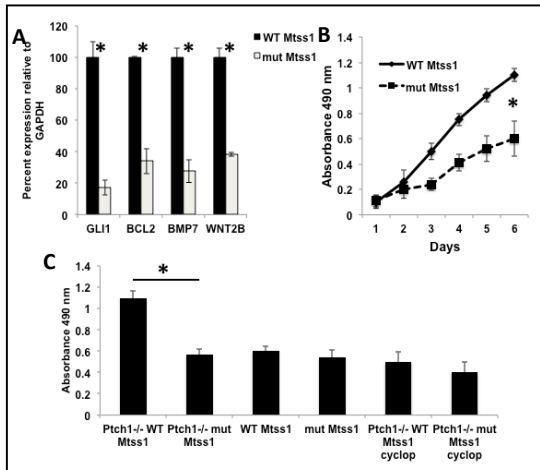 A
Percent expression relative to
GAPDH
120
100
80
60
40
20
0
* * * *
WT Mtss1
mut Mtss1
GLI1 BCL2 BMP7 WNT2B
B
Absorbance 490 nm
1.4
1.2
1
0.8
0.6
0.4
0.2
0
WT Mtss1
mut Mtss1
*
1 2 3 4 5 6
Days
C
Absorbance 490 nm
1.4
1.2
1
0.8
0.6
0.4
0.2
0
*
Ptch1-/- WT Ptch1-/- mut WT Mtss1 mut Mtss1 Ptch1-/- WT Ptch1-/- mut
Mtss1 Mtss1 Mtss1 Mtss1
cyclop cyclop